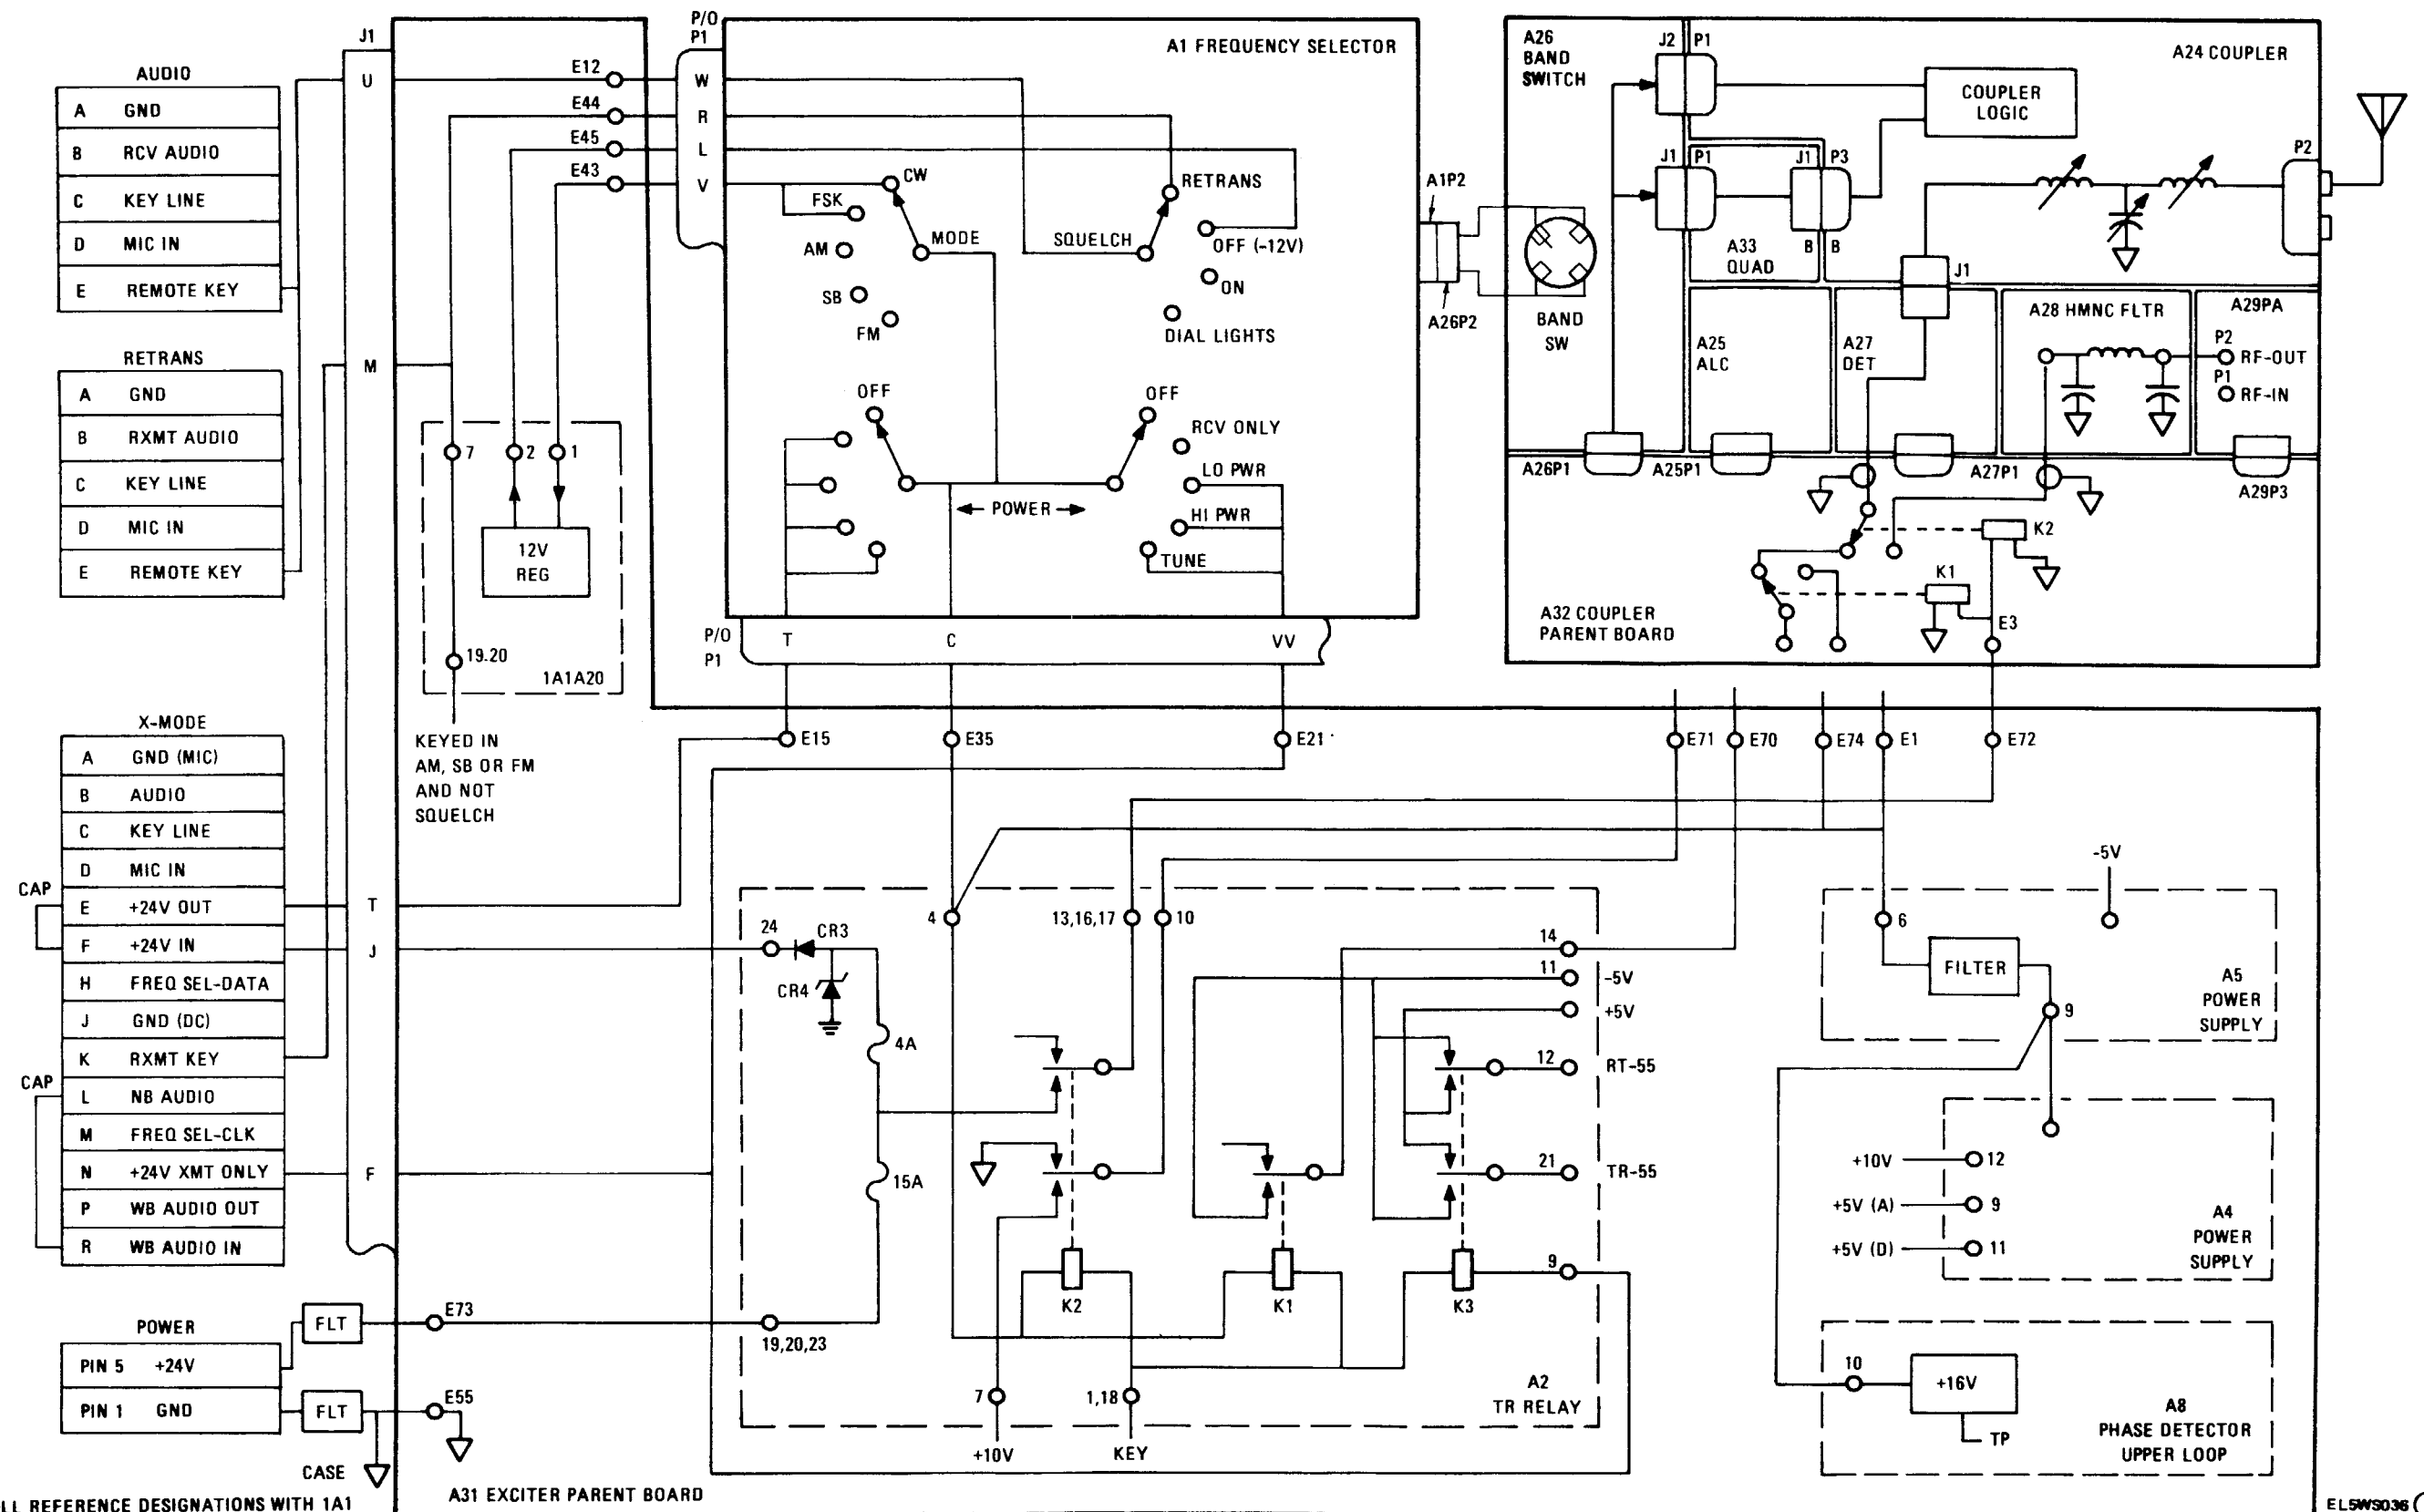 J1
AUDIO
A GND
B RCV AUDIO
C KEY LINE
D MIC IN
E REMOTE KEY
RETRANS
A GND
B RXMT AUDIO
C KEY LINE
D MIC IN
E REMOTE KEY
X-MODE
A GND (MIC)
B AUDIO
C KEY LINE
D MIC IN
E +24V OUT
F +24V IN
H FREQ SEL-DATA
J GND (DC)
K RXMT KEY
L NB AUDIO
M FREQ SEL-CLK
N +24V XMT ONLY
P WB AUDIO OUT
R WB AUDIO IN
CAP
CAP
POWER
PIN 5 +24V
PIN 1 GND
FLT
FLT
CASE
U
M
T
J
F
E73
E55
E12
E44
E45
E43
7
2
1
12V
REG
19.20
1A1A20
KEYED IN
AM, SB OR FM
AND NOT
SQUELCH
P/O
P1
W
R
L
V
A1 FREQUENCY SELECTOR
CW
FSK
AM
SB
FM
MODE
SQUELCH
RETRANS
OFF (-12V)
ON
DIAL LIGHTS
OFF
OFF
RCV ONLY
LO PWR
HI PWR
TUNE
POWER
P/O
P1
T
C
VV
E15
E35
E21
A1P2
A26P2
A26
BAND
SWITCH
J2 P1
A24 COUPLER
COUPLER
LOGIC
P2
J1 P1
J1 P3
B B
A33
QUAD
J1
BAND
SW
A25
ALC
A27
DET
A28 HMNC FLTR
A29PA
P2
RF-OUT
P1
RF-IN
A26P1
A25P1
A27P1
A29P3
K2
K1
E3
A32 COUPLER
PARENT BOARD
E71
E70
E74
E1
E72
24
CR3
CR4
4A
15A
4
13,16,17
10
14
11
-5V
+5V
12
RT-55
21
TR-55
9
K2
K1
K3
19,20,23
7
+10V
1,18
KEY
A2
TR RELAY
-5V
6
FILTER
9
A5
POWER
SUPPLY
+10V 12
+5V (A) 9
+5V (D) 11
A4
POWER
SUPPLY
10
+16V
TP
A8
PHASE DETECTOR
UPPER LOOP
A31 EXCITER PARENT BOARD
LL REFERENCE DESIGNATIONS WITH 1A1
EL5WS036